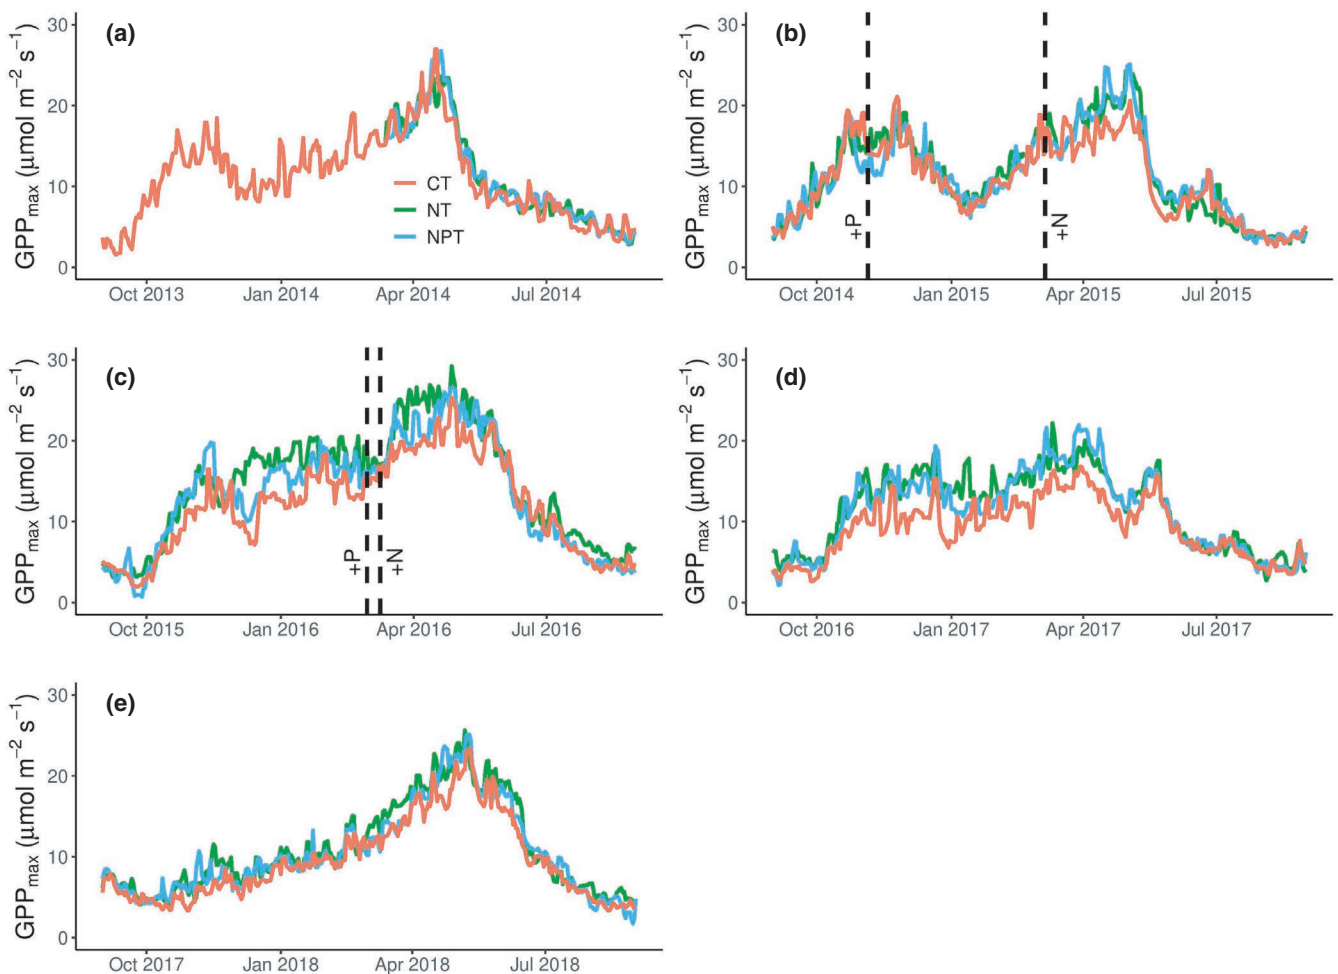 (a)
GPPmax (μmol m−2 s−1)
30
20
10
0
CT
NT
NPT
Oct 2013 Jan 2014 Apr 2014 Jul 2014
(b)
GPPmax (μmol m−2 s−1)
30
20
10
0
+P
+N
Oct 2014 Jan 2015 Apr 2015 Jul 2015
(c)
GPPmax (μmol m−2 s−1)
30
20
10
0
+P
+N
Oct 2015 Jan 2016 Apr 2016 Jul 2016
(d)
GPPmax (μmol m−2 s−1)
30
20
10
0
Oct 2016 Jan 2017 Apr 2017 Jul 2017
(e)
GPPmax (μmol m−2 s−1)
30
20
10
0
Oct 2017 Jan 2018 Apr 2018 Jul 2018